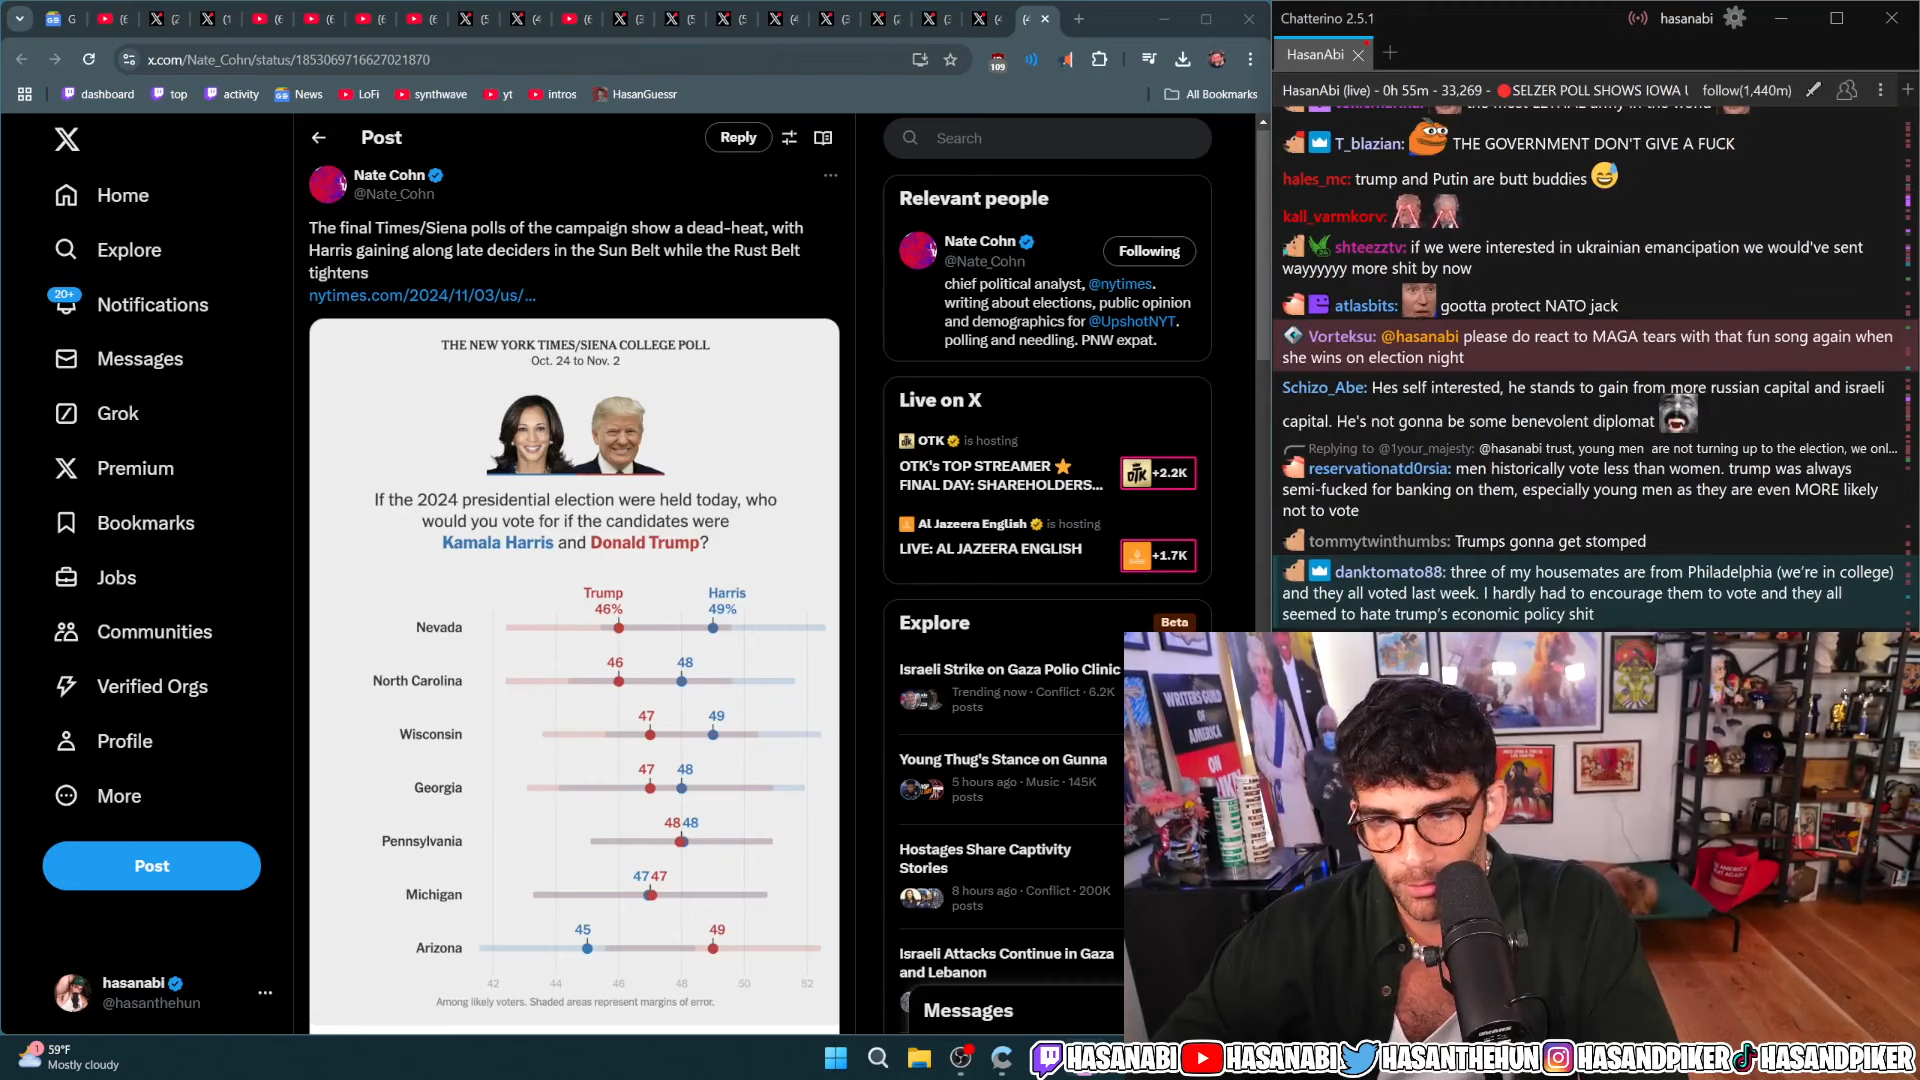 x.com/Nate_Cohn/status/1853069716627021870
109
dashboard
top
activity
News
LoFi
synthwave
yt
intros
HasanGuessr
All Bookmarks
Home
Explore
20+
Notifications
Messages
Grok
Premium
Bookmarks
Jobs
Communities
Verified Orgs
Profile
More
Post
hasanabi
@hasanthehun
Post
Reply
Nate Cohn
@Nate_Cohn
The final Times/Siena polls of the campaign show a dead-heat, with
Harris gaining along late deciders in the Sun Belt while the Rust Belt
tightens
nytimes.com/2024/11/03/us/...
THE NEW YORK TIMES/SIENA COLLEGE POLL
Oct. 24 to Nov. 2
If the 2024 presidential election were held today, who
would you vote for if the candidates were
Kamala Harris and Donald Trump?
Trump Harris
46% 49%
Nevada
46 48
North Carolina
47 49
Wisconsin
47 48
Georgia
48 48
Pennsylvania
47 47
Michigan
45 49
Arizona
42 44 46 48 50 52
Among likely voters. Shaded areas represent margins of error.
Search
Relevant people
Nate Cohn
@Nate_Cohn
Following
chief political analyst, @nytimes.
writing about elections, public opinion
and demographics for @UpshotNYT.
polling and needling. PNW expat.
Live on X
OTK is hosting
OTK's TOP STREAMER
FINAL DAY: SHAREHOLDERS...
+2.2K
Al Jazeera English is hosting
LIVE: AL JAZEERA ENGLISH
+1.7K
Explore
Beta
Israeli Strike on Gaza Polio Clinic
Trending now · Conflict · 6.2K
posts
Young Thug's Stance on Gunna
5 hours ago · Music · 145K
posts
Hostages Share Captivity
Stories
8 hours ago · Conflict · 200K
posts
Israeli Attacks Continue in Gaza
and Lebanon
Messages
Chatterino 2.5.1
hasanabi
HasanAbi
HasanAbi (live) - 0h 55m - 33,269 - SELZER POLL SHOWS IOWA
follow(1,440m)
T_blazian: THE GOVERNMENT DON'T GIVE A FUCK
hales_mc: trump and Putin are butt buddies
kall_varmkorv:
shteezztv: if we were interested in ukrainian emancipation we would've sent
wayyyyyy more shit by now
atlasbits: gootta protect NATO jack
Vorteksu: @hasanabi please do react to MAGA tears with that fun song again when
she wins on election night
Schizo_Abe: Hes self interested, he stands to gain from more russian capital and israeli
capital. He's not gonna be some benevolent diplomat
Replying to @1your_majesty: @hasanabi trust, young men are not turning up to the election, we onl...
reservationatd0rsia: men historically vote less than women. trump was always
semi-fucked for banking on them, especially young men as they are even MORE likely
not to vote
tommytwinthumbs: Trumps gonna get stomped
danktomato88: three of my housemates are from Philadelphia (we're in college)
and they all voted last week. I hardly had to encourage them to vote and they all
seemed to hate trump's economic policy shit
WRITERS GUILD
OF AMERICA
ON
1
59°F
Mostly cloudy
HASANABI HASANABI HASANTHEHUN HASANDPIKER HASANDPIKER